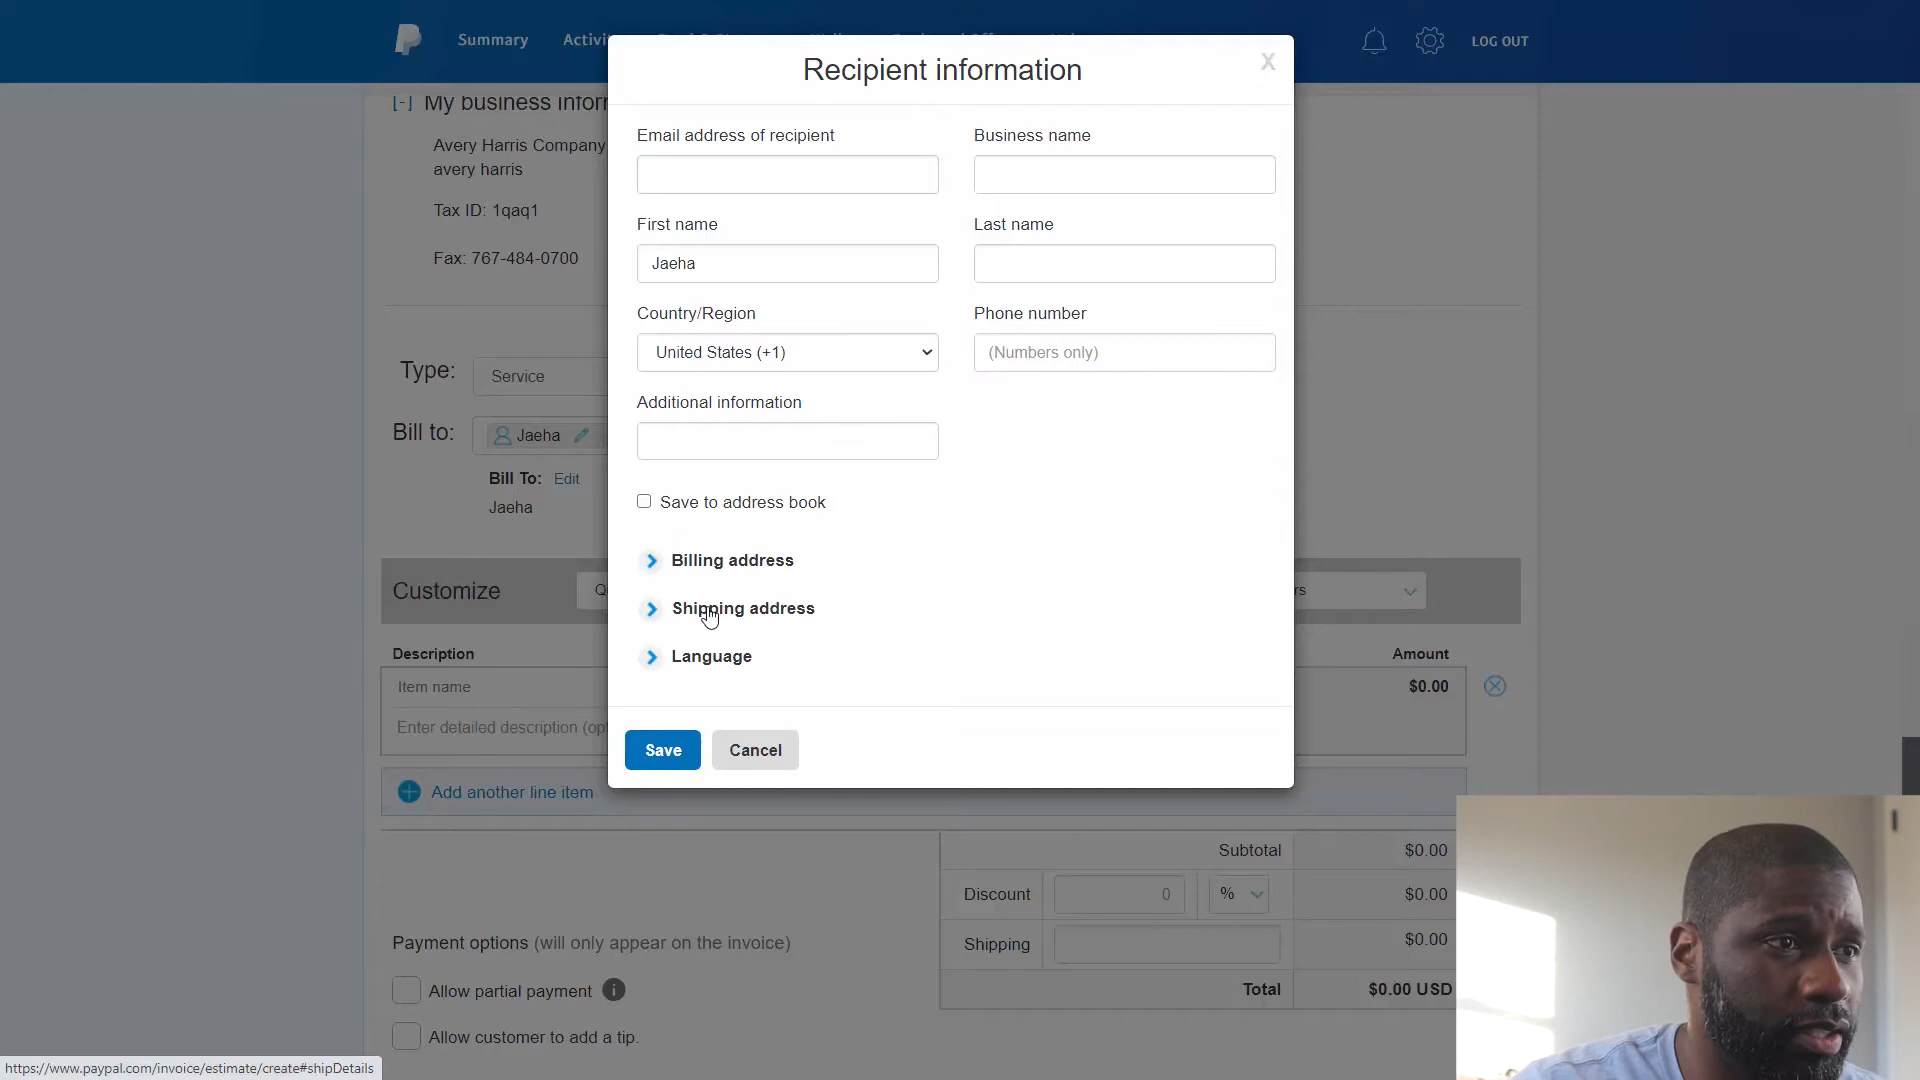 Summary
LOG OUT
Recipient information
X
[-] My business
Avery Harris Company
avery harris
Tax ID: 1qaq1
Fax: 767-484-0700
Email address of recipient
Business name
First name
Last name
Jaeha
Country/Region
Phone number
United States (+1)
(Numbers only)
Additional information
Save to address book
Billing address
Shipping address
Language
Save
Cancel
Type:
Service
Bill to:
Jaeha
Bill To: Edit
Jaeha
Customize
Description
Amount
Item name
$0.00
Enter detailed description
Add another line item
Subtotal
$0.00
Discount
0
%
$0.00
Shipping
$0.00
Total
$0.00 USD
Payment options (will only appear on the invoice)
Allow partial payment
i
Allow customer to add a tip.
https://www.paypal.com/invoice/estimate/create#shipDetails